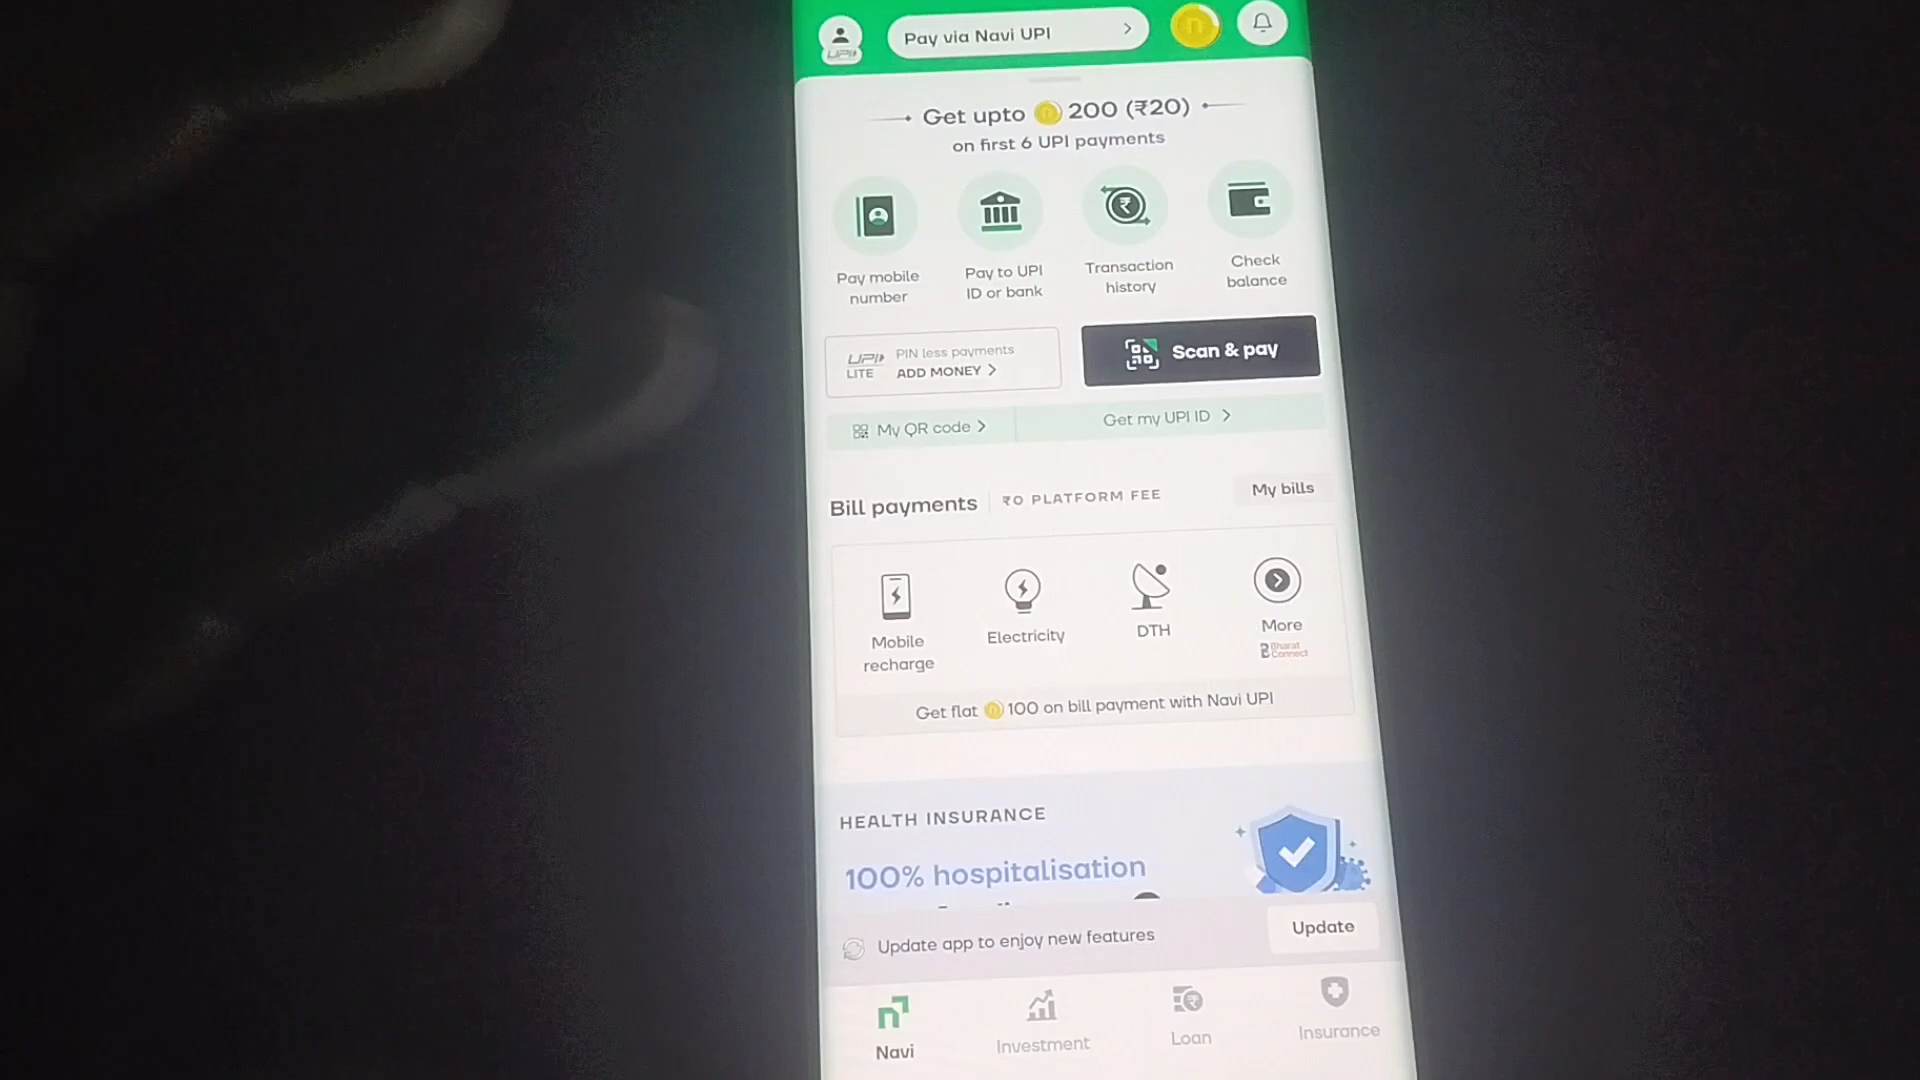 UPI
Pay via Navi UPI
Get upto 200 (₹20)
on first 6 UPI payments
Pay mobile
number
Pay to UPI
ID or bank
Transaction
history
Check
balance
UPI
LITE
PIN less payments
ADD MONEY
Scan & pay
My QR code
Get my UPI ID
Bill payments
₹0 PLATFORM FEE
My bills
Mobile
recharge
Electricity
DTH
More
Bharat
Connect
Get flat 100 on bill payment with Navi UPI
HEALTH INSURANCE
100% hospitalisation
Update app to enjoy new features
Update
Navi
Investment
Loan
Insurance